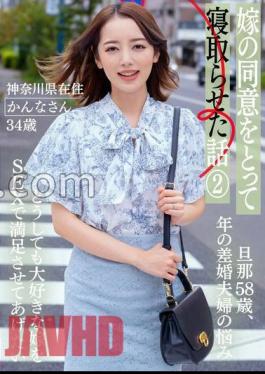 嫁の同意をとって
寝取らせた話②
神奈川県在住
かんなさん
34歳
旦那58歳、
年の差婚夫婦の悩み
どうしても大好きな嫁を
SEXで満足させてあげ
JAVHD